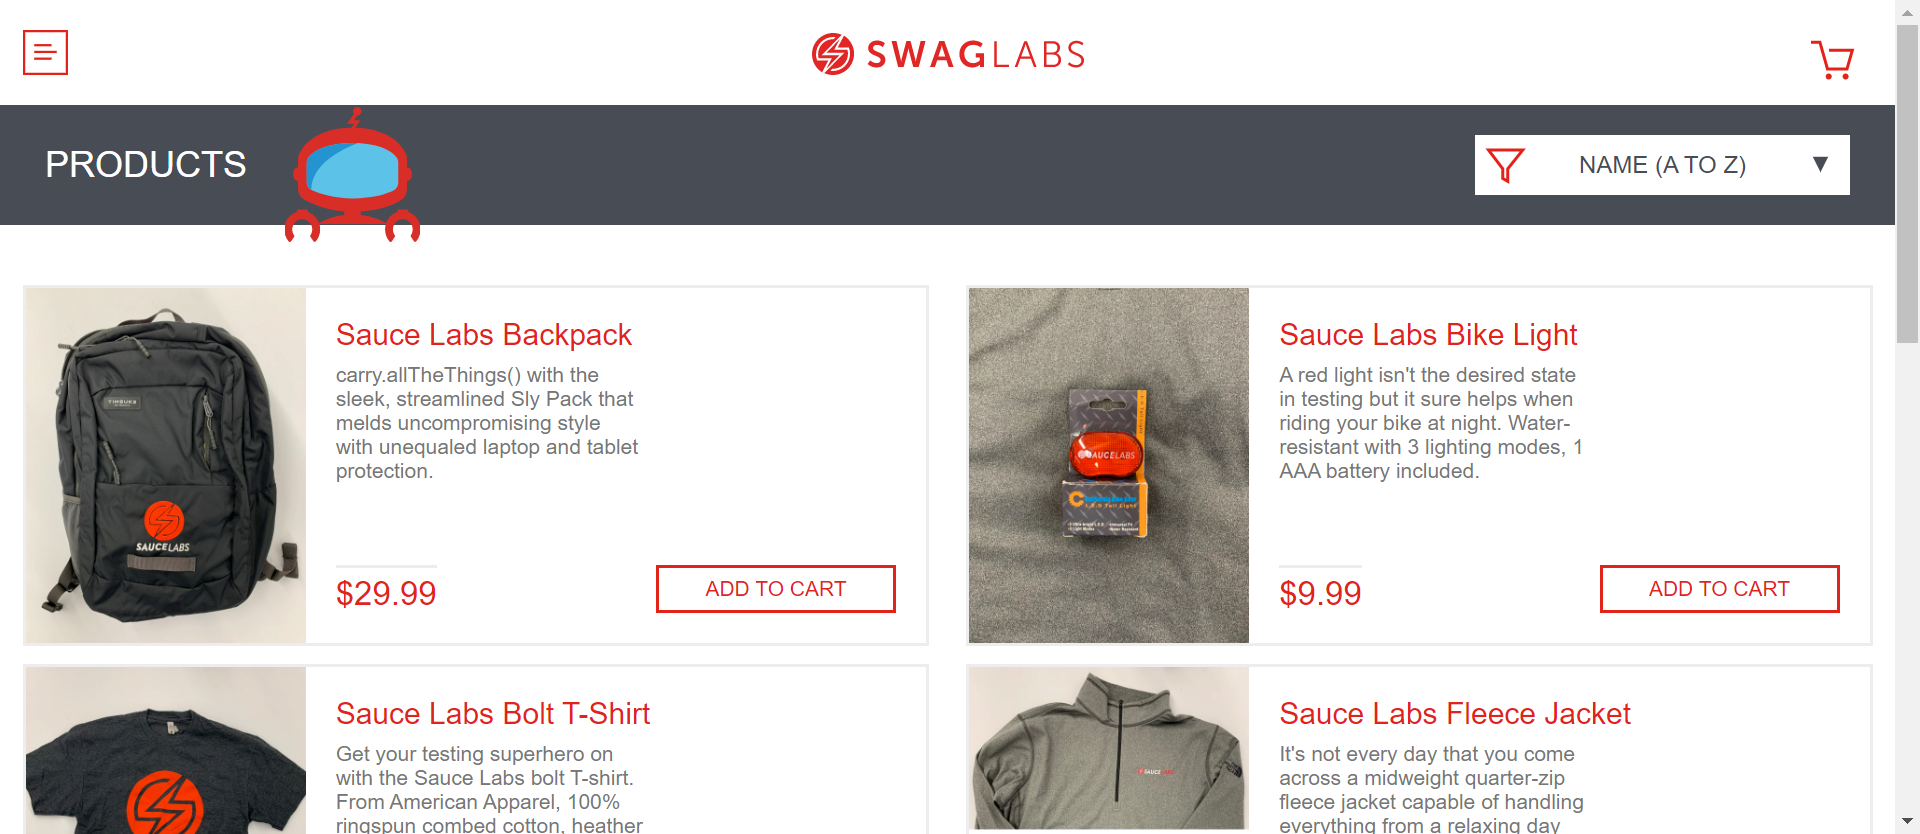 SWAGLABS
PRODUCTS
NAME (A TO Z)
Sauce Labs Backpack
carry.allTheThings() with the
sleek, streamlined Sly Pack that
melds uncompromising style
with unequaled laptop and tablet
protection.
$29.99
ADD TO CART
SAUCELABS
Sauce Labs Bike Light
A red light isn't the desired state
in testing but it sure helps when
riding your bike at night. Water-
resistant with 3 lighting modes, 1
AAA battery included.
$9.99
ADD TO CART
SAUCELABS
Sauce Labs Bolt T-Shirt
Get your testing superhero on
with the Sauce Labs bolt T-shirt.
From American Apparel, 100%
ringspun combed cotton, heather
Sauce Labs Fleece Jacket
It's not every day that you come
across a midweight quarter-zip
fleece jacket capable of handling
everything from a relaxing day
SAUCELABS